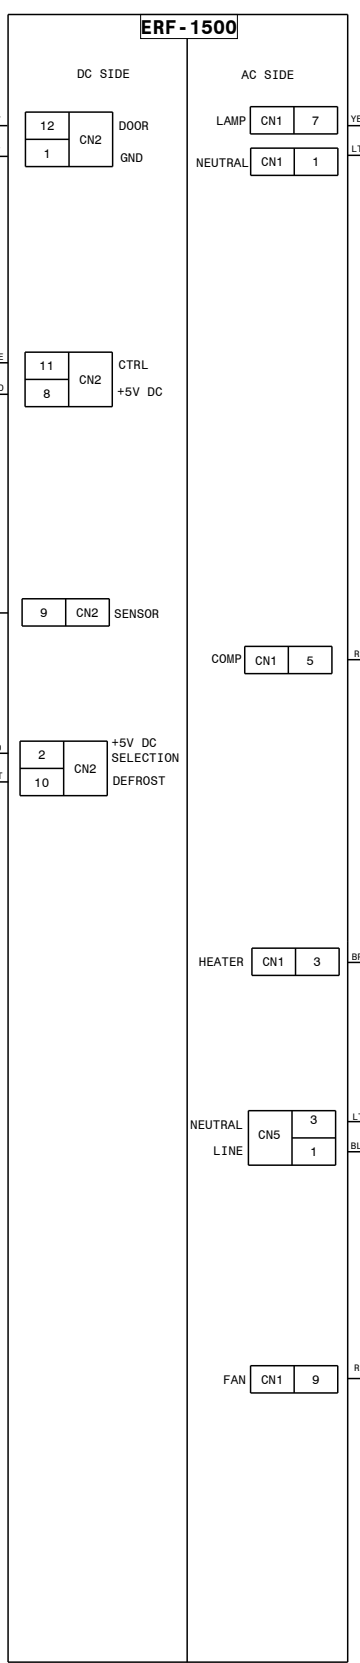 ERF-1500
DC SIDE
AC SIDE
12
CN2
DOOR
1
GND
LAMP CN1 7
NEUTRAL CN1 1
11
CN2
CTRL
8
+5V DC
9 CN2 SENSOR
COMP CN1 5
2
CN2
+5V DC
SELECTION
10
DEFROST
HEATER CN1 3
NEUTRAL
CN5
3
LINE
1
FAN CN1 9